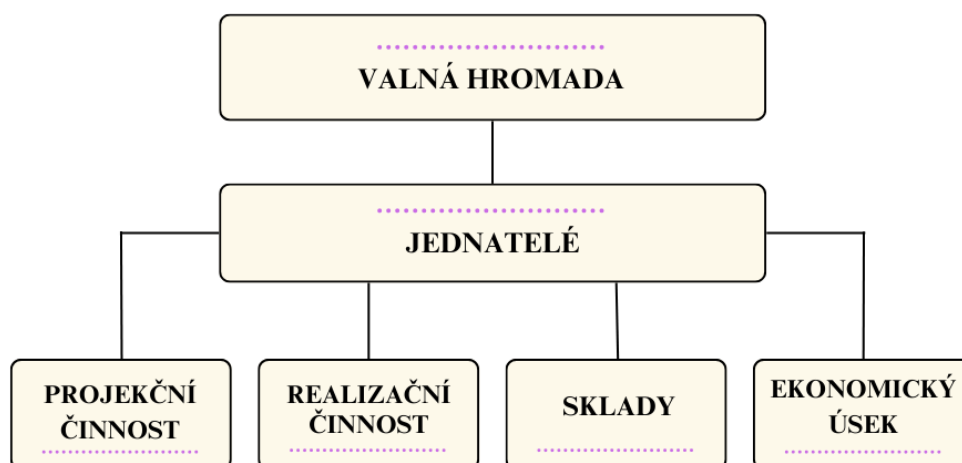 VALNÁ HROMADA
JEDNATELÉ
PROJEKČNÍ
ČINNOST
REALIZAČNÍ
ČINNOST
SKLADY
EKONOMICKÝ
ÚSEK